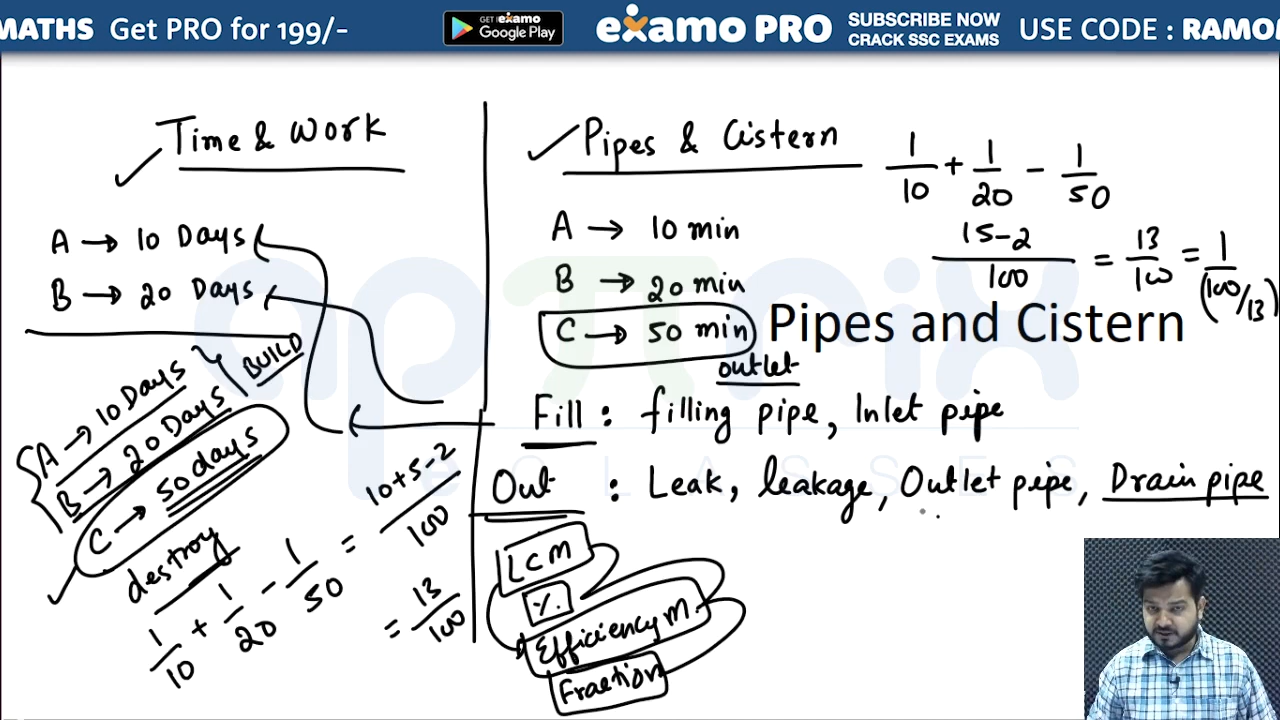 MATHS Get PRO for 199/-
GET IT ON examo
Google Play
examo PRO
SUBSCRIBE NOW
CRACK SSC EXAMS
USE CODE : RAMO
Time & Work
A → 10 Days
B → 20 Days
A → 10 Days
B → 20 Days
BUILD
C → 50 days
destroy
1/10 + 1/20 - 1/50 = 10+5-2/100
= 13/100
Pipes & Cistern
1/10 + 1/20 - 1/50
15-2/100 = 13/100 = 1/(100/13)
A → 10 min
B → 20 min
C → 50 min
outlet
Pipes and Cistern
Fill : filling pipe, Inlet pipe
Out : Leak, leakage, Outlet pipe, Drain pipe
LCM
%.
Efficiency M.
Fraction
CLASSES